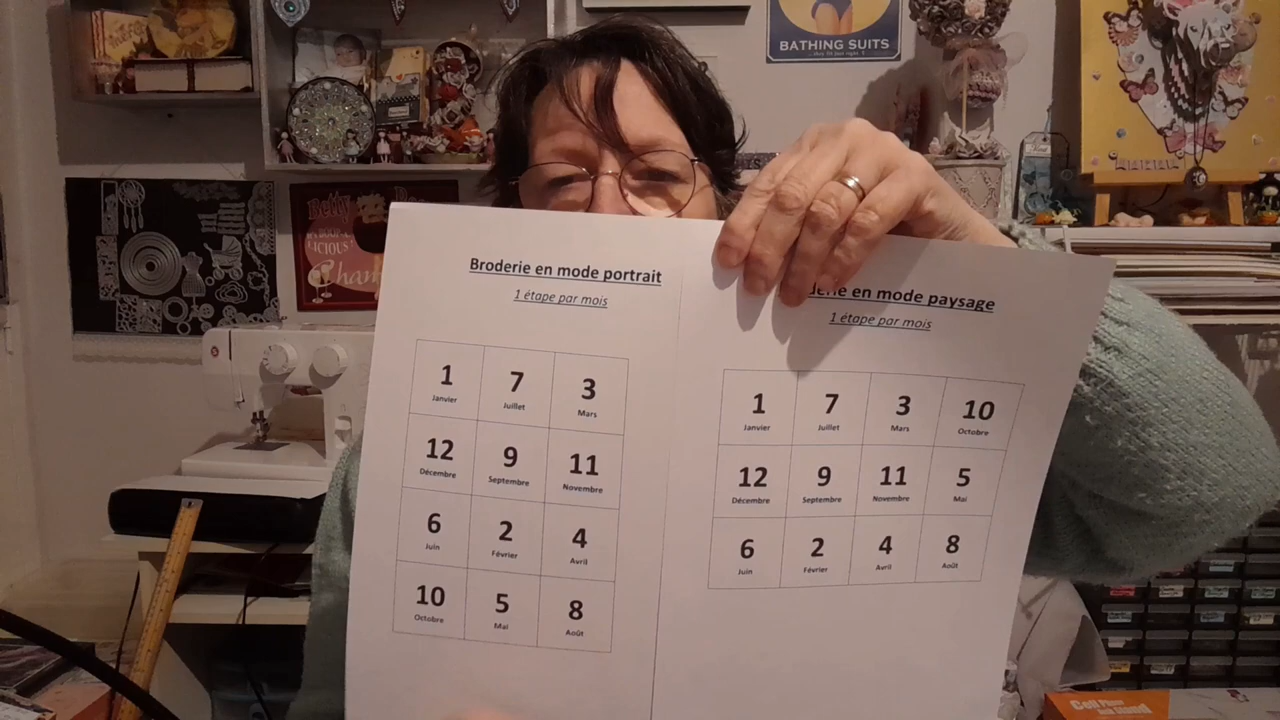 BATHING SUITS
Betty
LICIOUS
Cham
Broderie en mode portrait
1 étape par mois
1 7 3
Janvier Juillet Mars
12 9 11
Décembre Septembre Novembre
6 2 4
Juin Février Avril
10 5 8
Octobre Mai Août
en mode paysage
1 étape par mois
1 7 3 10
Janvier Juillet Mars Octobre
12 9 11 5
Décembre Septembre Novembre Mai
6 2 4 8
Juin Février Avril Août